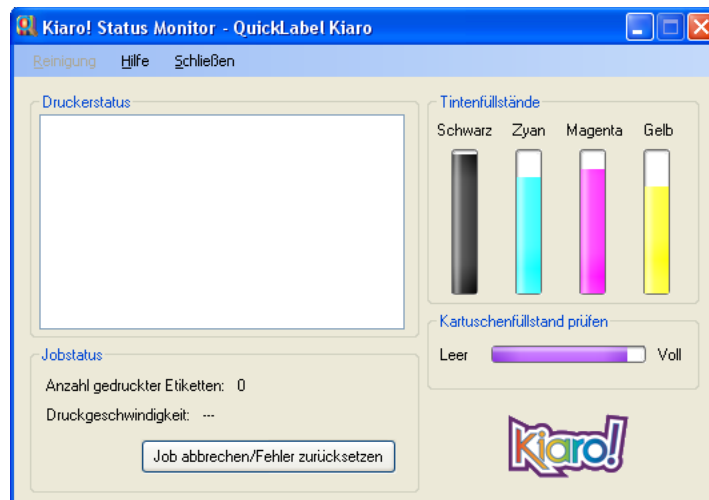 Kiaro! Status Monitor - QuickLabel Kiaro
Reinigung Hilfe Schließen
Druckerstatus
Tintenfüllstände
Schwarz Zyan Magenta Gelb
Kartuschenfüllstand prüfen
Leer Voll
Jobstatus
Anzahl gedruckter Etiketten: 0
Druckgeschwindigkeit: ---
Job abbrechen/Fehler zurücksetzen
Kiaro!